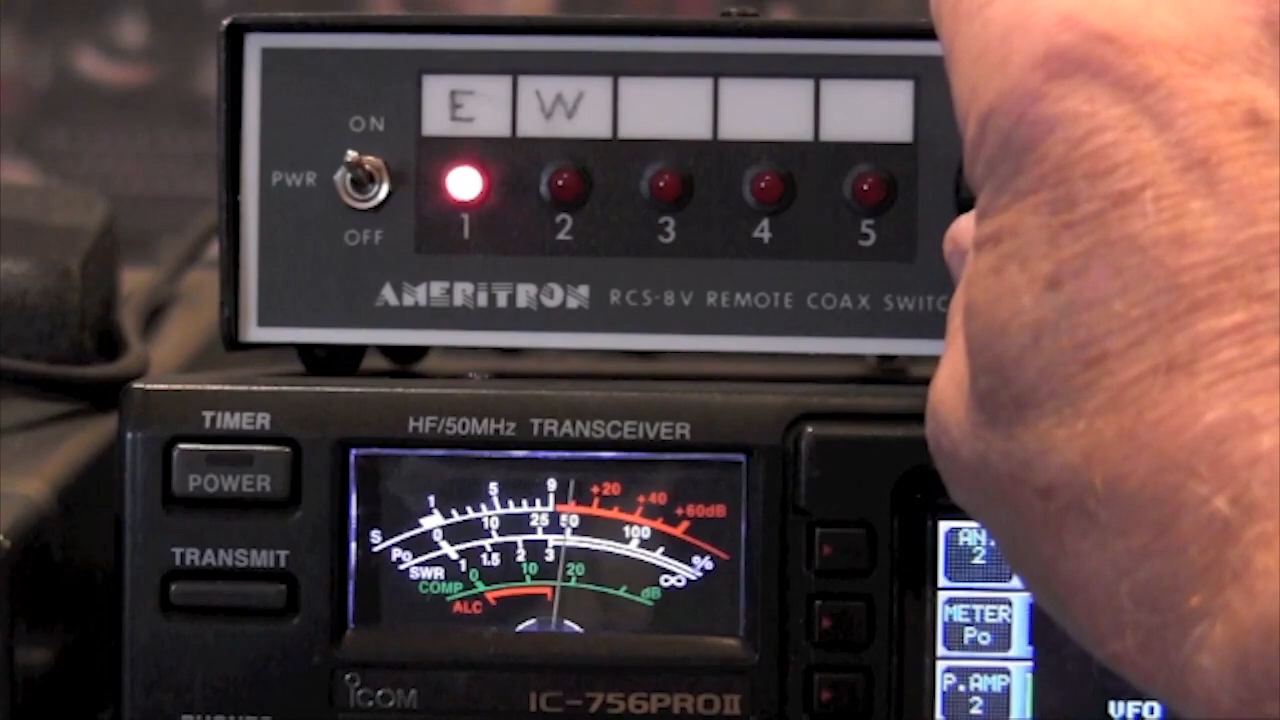 E W
ON
PWR
OFF
1 2 3 4 5
AMERITRON RCS-8V REMOTE COAX SWITC
TIMER
POWER
TRANSMIT
HF/50MHz TRANSCEIVER
S 1 5 9 +20 +40 +60dB
Po 0 10 25 50 100 %
SWR 1 1.5 2 3 ∞
COMP 0 10 20 dB
ALC
ICOM IC-756PROII
PHONES
AN.
2
METER
Po
P.AMP
2
VFO